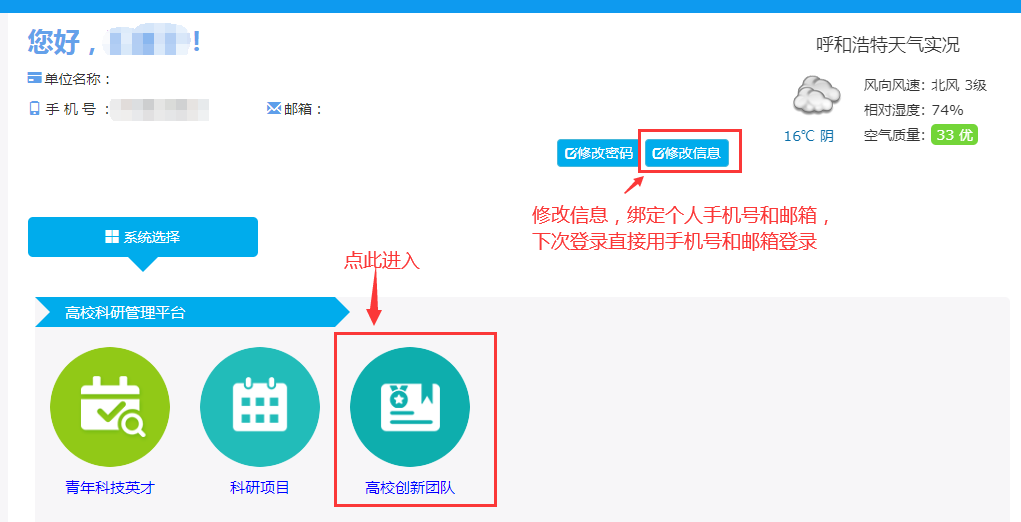 您好，!
单位名称：
手 机 号 ：
邮箱：
呼和浩特天气实况
风向风速: 北风 3级
相对湿度: 74%
16℃ 阴
空气质量: 33 优
修改密码
修改信息
修改信息，绑定个人手机号和邮箱，
下次登录直接用手机号和邮箱登录
系统选择
点此进入
高校科研管理平台
青年科技英才
科研项目
高校创新团队